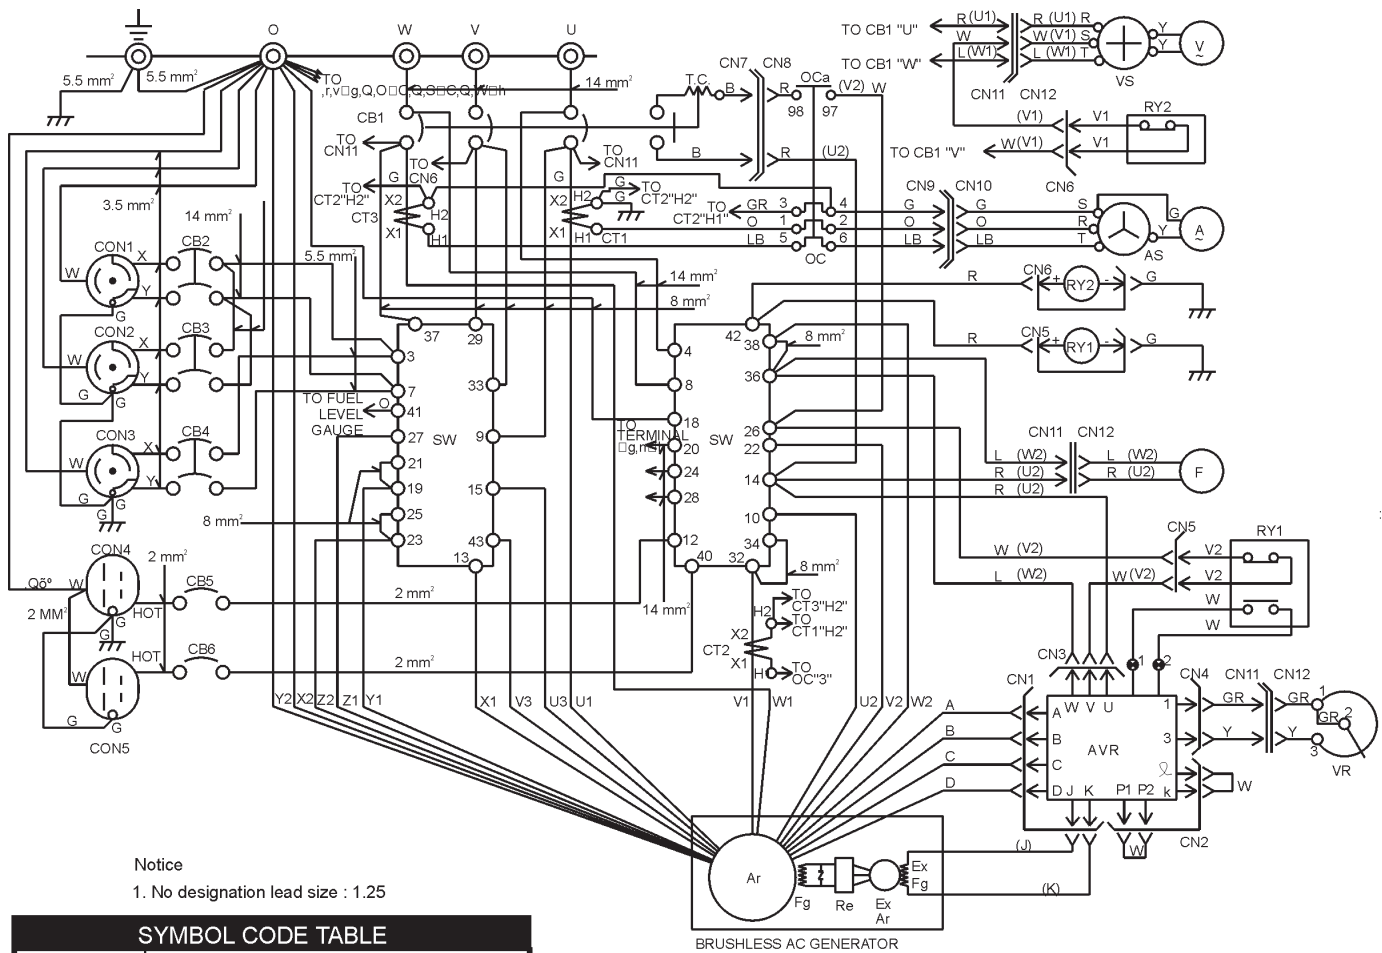 O W V U
5.5 mm²
5.5 mm²
TO
14 mm²
CB1
TO CN11
TO CN6
TO CN11
T.C.
B
CN7 CN8
R
OCa
98 97
(V2) W
B
R
(U2)
TO CB1 "U"
R (U1) R (U1) R
W W (V1) S
TO CB1 "W"
L (W1) L (W1) T
VS
Y
Y
V
~
CN11 CN12
(V1) V1
RY2
TO CB1 "V"
W (V1) V1
CN6
3.5 mm²
14 mm²
5.5 mm²
G
TO CT2"H2"
CT3
X2 H2
X1 H1
G
X2 H2
X1 H1
CT1
G TO CT2"H2"
G
TO CT2"H1"
GR 3 4 G
O 1 2 O
LB 5 6 LB
OC
CN9 CN10
G S
O R
LB T
AS
G
Y
A
~
14 mm²
8 mm²
R CN6 + RY2 - G
R CN5 + RY1 - G
CON1
W X Y G
CB2
CON2
W X Y G G
CB3
CON3
W X Y G G G
CB4
8 mm²
37 29
3
7
TO FUEL LEVEL GAUGE
O 41
27
21
19
25
23
33
9
15
43
13
SW
TO TERMINAL
4
8
18
20
24
28
12
40
SW
42
38
36
26
22
14
10
34
32
8 mm²
8 mm²
14 mm²
CN11 CN12
L (W2) L (W2)
R (U2) R (U2)
R (U2)
F
CN5
W (V2) V2
L (W2) W (V2) V2
RY1
W
W
CON4
W
2 MM²
HOT
G G
2 mm²
CB5
2 mm²
HOT
CB6
2 mm²
W
G G
CON5
H2
TO CT3"H2"
TO CT1"H2"
X2
CT2
X1
H1
TO OC"3"
Y2 X2 Z2 Z1 Y1 X1 V3 U3 U1 V1 W1 U2 V2 W2
CN3
1 2
CN1
CN4
CN11 CN12
A A
B B
C C
D D
W V U
AVR
1
3
k
J K P1 P2
GR GR 1
GR 2
Y Y 3
VR
W
W
CN2
(J)
(K)
Ar
Fg
Re
Ex Ar
Ex Fg
BRUSHLESS AC GENERATOR
Notice
1. No designation lead size : 1.25
SYMBOL CODE TABLE